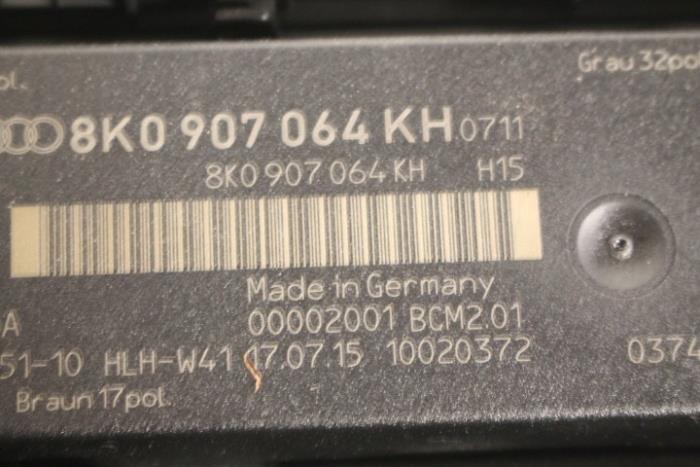 pol.
Grau 32pol
8K0 907 064 KH 0711
8K0 907 064 KH H15
Made in Germany
A
00002001 BCM2.01
51-10 HLH-W41 17.07.15 10020372 0374
Braun 17pol.